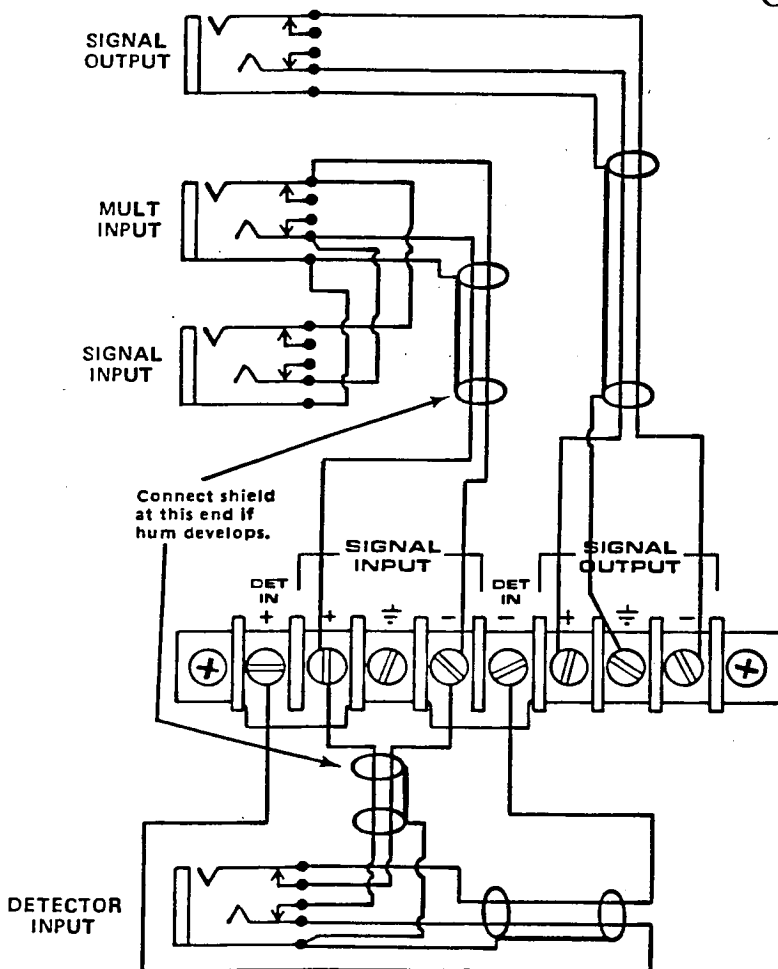 SIGNAL
OUTPUT
MULT
INPUT
SIGNAL
INPUT
Connect shield
at this end if
hum develops.
SIGNAL
INPUT
SIGNAL
OUTPUT
DET
IN
DET
IN
+ + - - + -
DETECTOR
INPUT